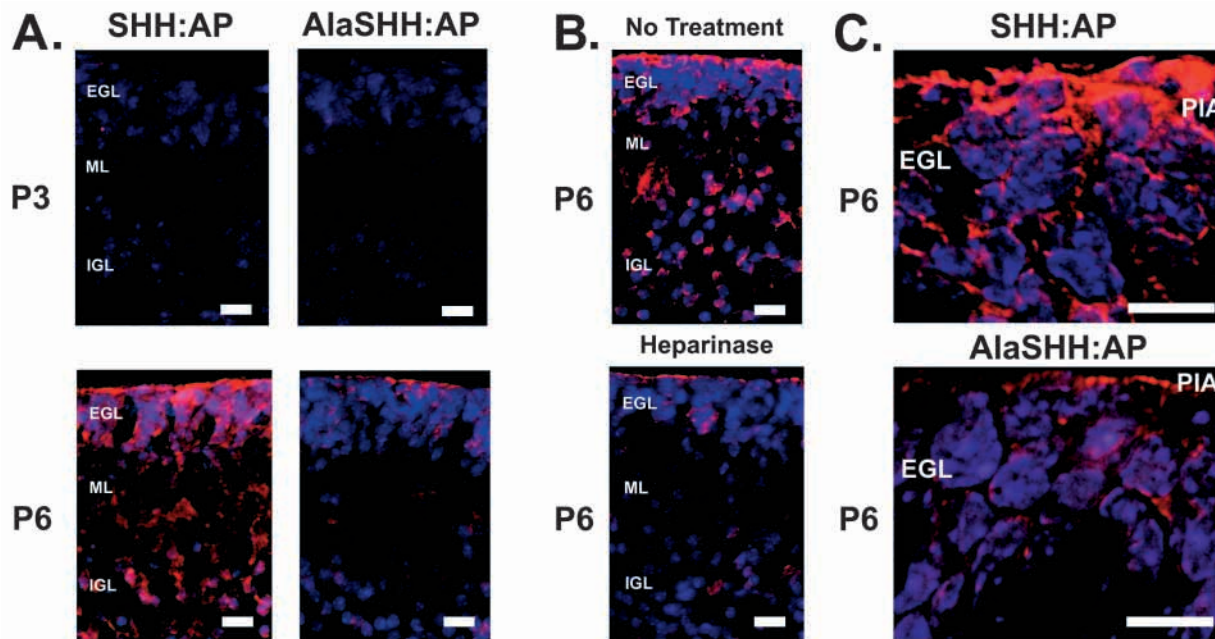 A.
SHH:AP
AlaSHH:AP
P3
EGL
ML
IGL
P6
EGL
ML
IGL
B.
No Treatment
P6
EGL
ML
IGL
Heparinase
P6
EGL
ML
IGL
C.
SHH:AP
P6
PIA
EGL
AlaSHH:AP
P6
PIA
EGL